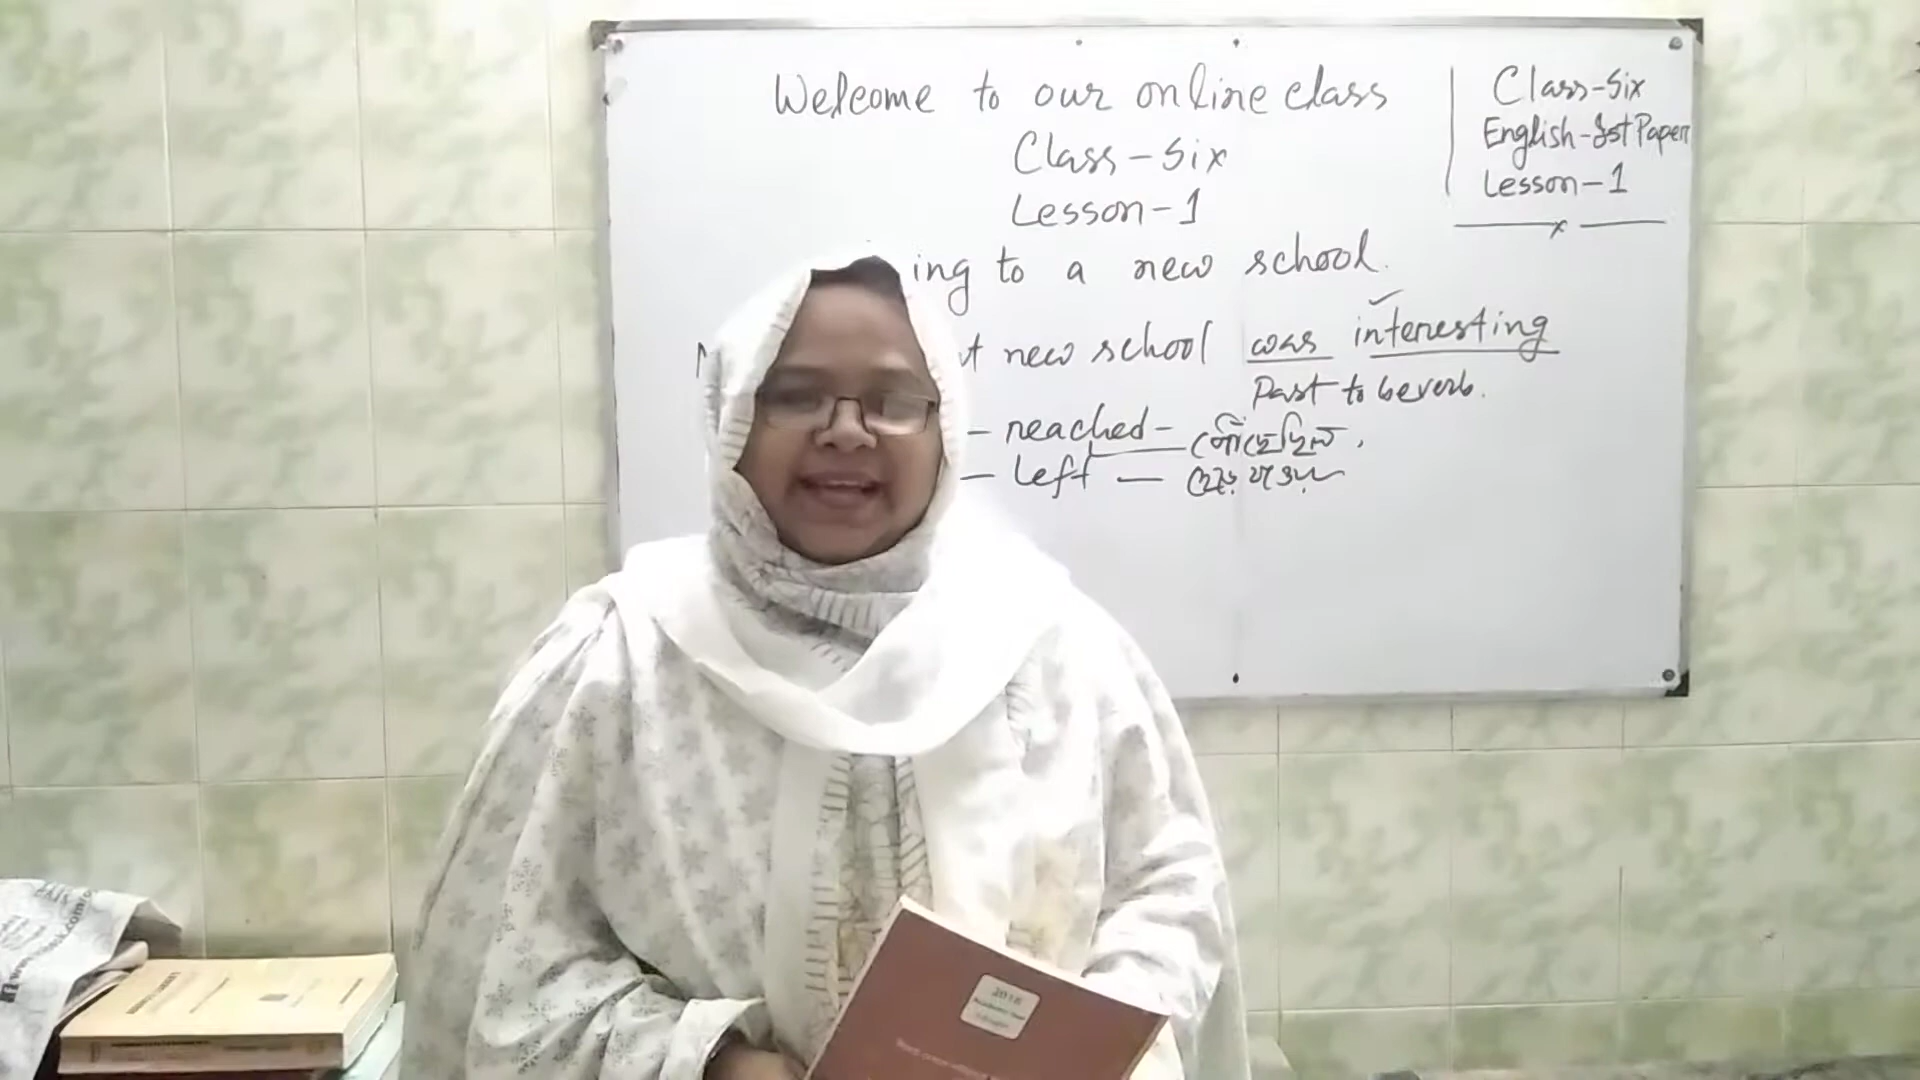 Welcome to our online class
Class-Six
Lesson-1
ing to a new school.
new school was interesting
Past to be verb.
- reached-
- left -
Class-Six
English-1st Paper
Lesson-1
2018